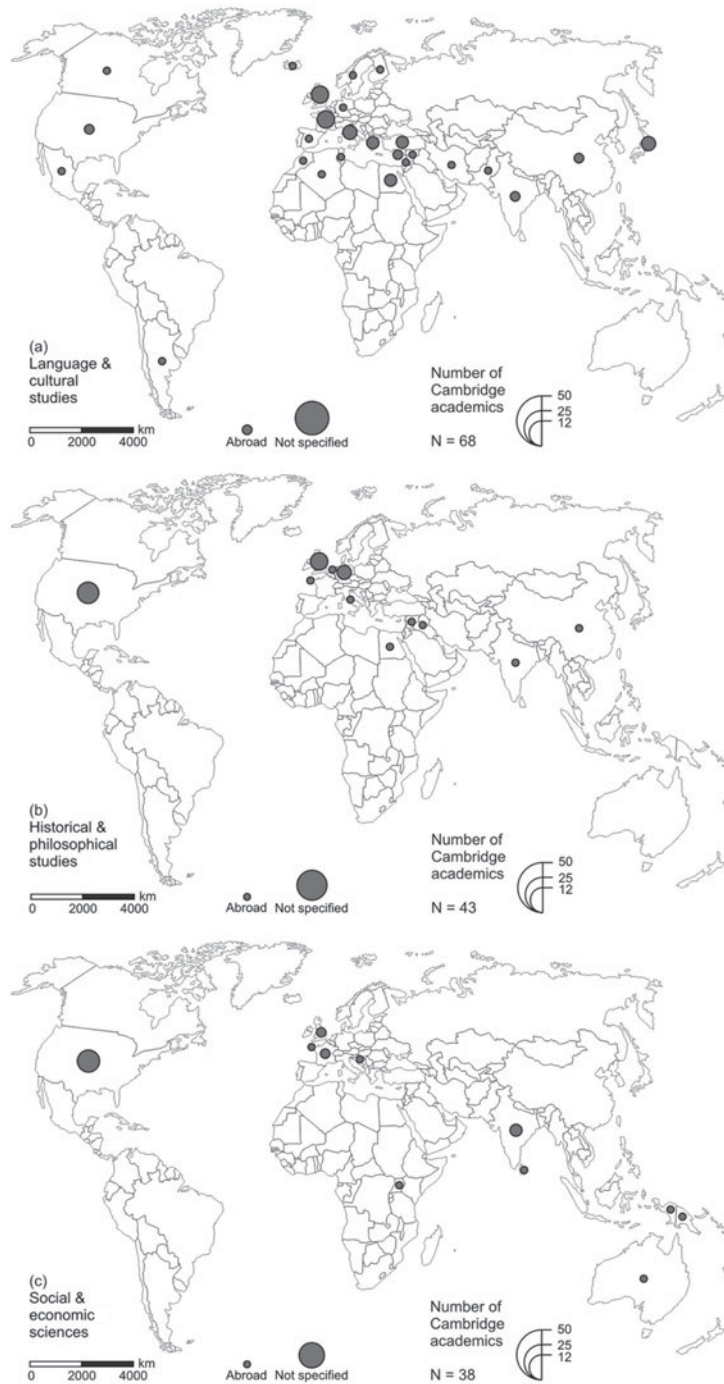 (a)
Language &
cultural
studies
km
0 2000 4000
Abroad Not specified
Number of
Cambridge
academics
N = 68
50
25
12
(b)
Historical &
philosophical
studies
km
0 2000 4000
Abroad Not specified
Number of
Cambridge
academics
N = 43
50
25
12
(c)
Social &
economic
sciences
km
0 2000 4000
Abroad Not specified
Number of
Cambridge
academics
N = 38
50
25
12